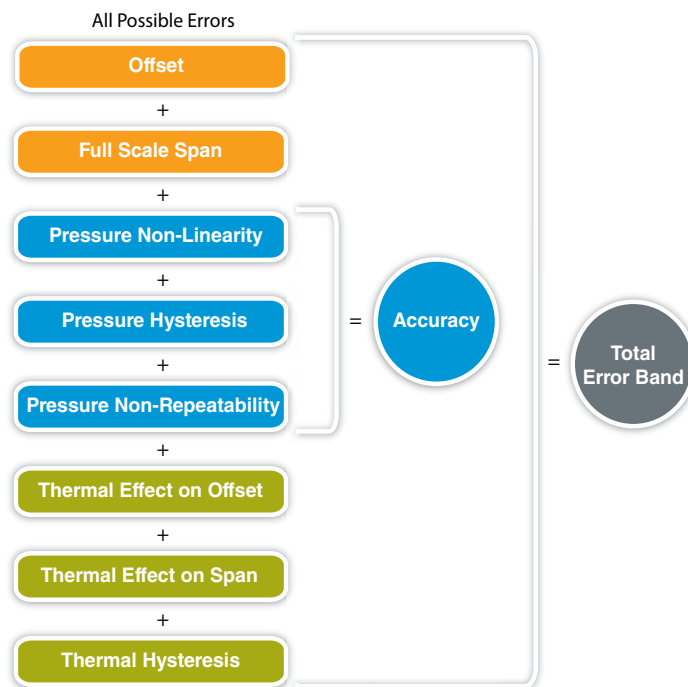 All Possible Errors
Offset
+
Full Scale Span
+
Pressure Non-Linearity
+
Pressure Hysteresis
+
Pressure Non-Repeatability
+
Thermal Effect on Offset
+
Thermal Effect on Span
+
Thermal Hysteresis
=
Accuracy
=
Total
Error Band